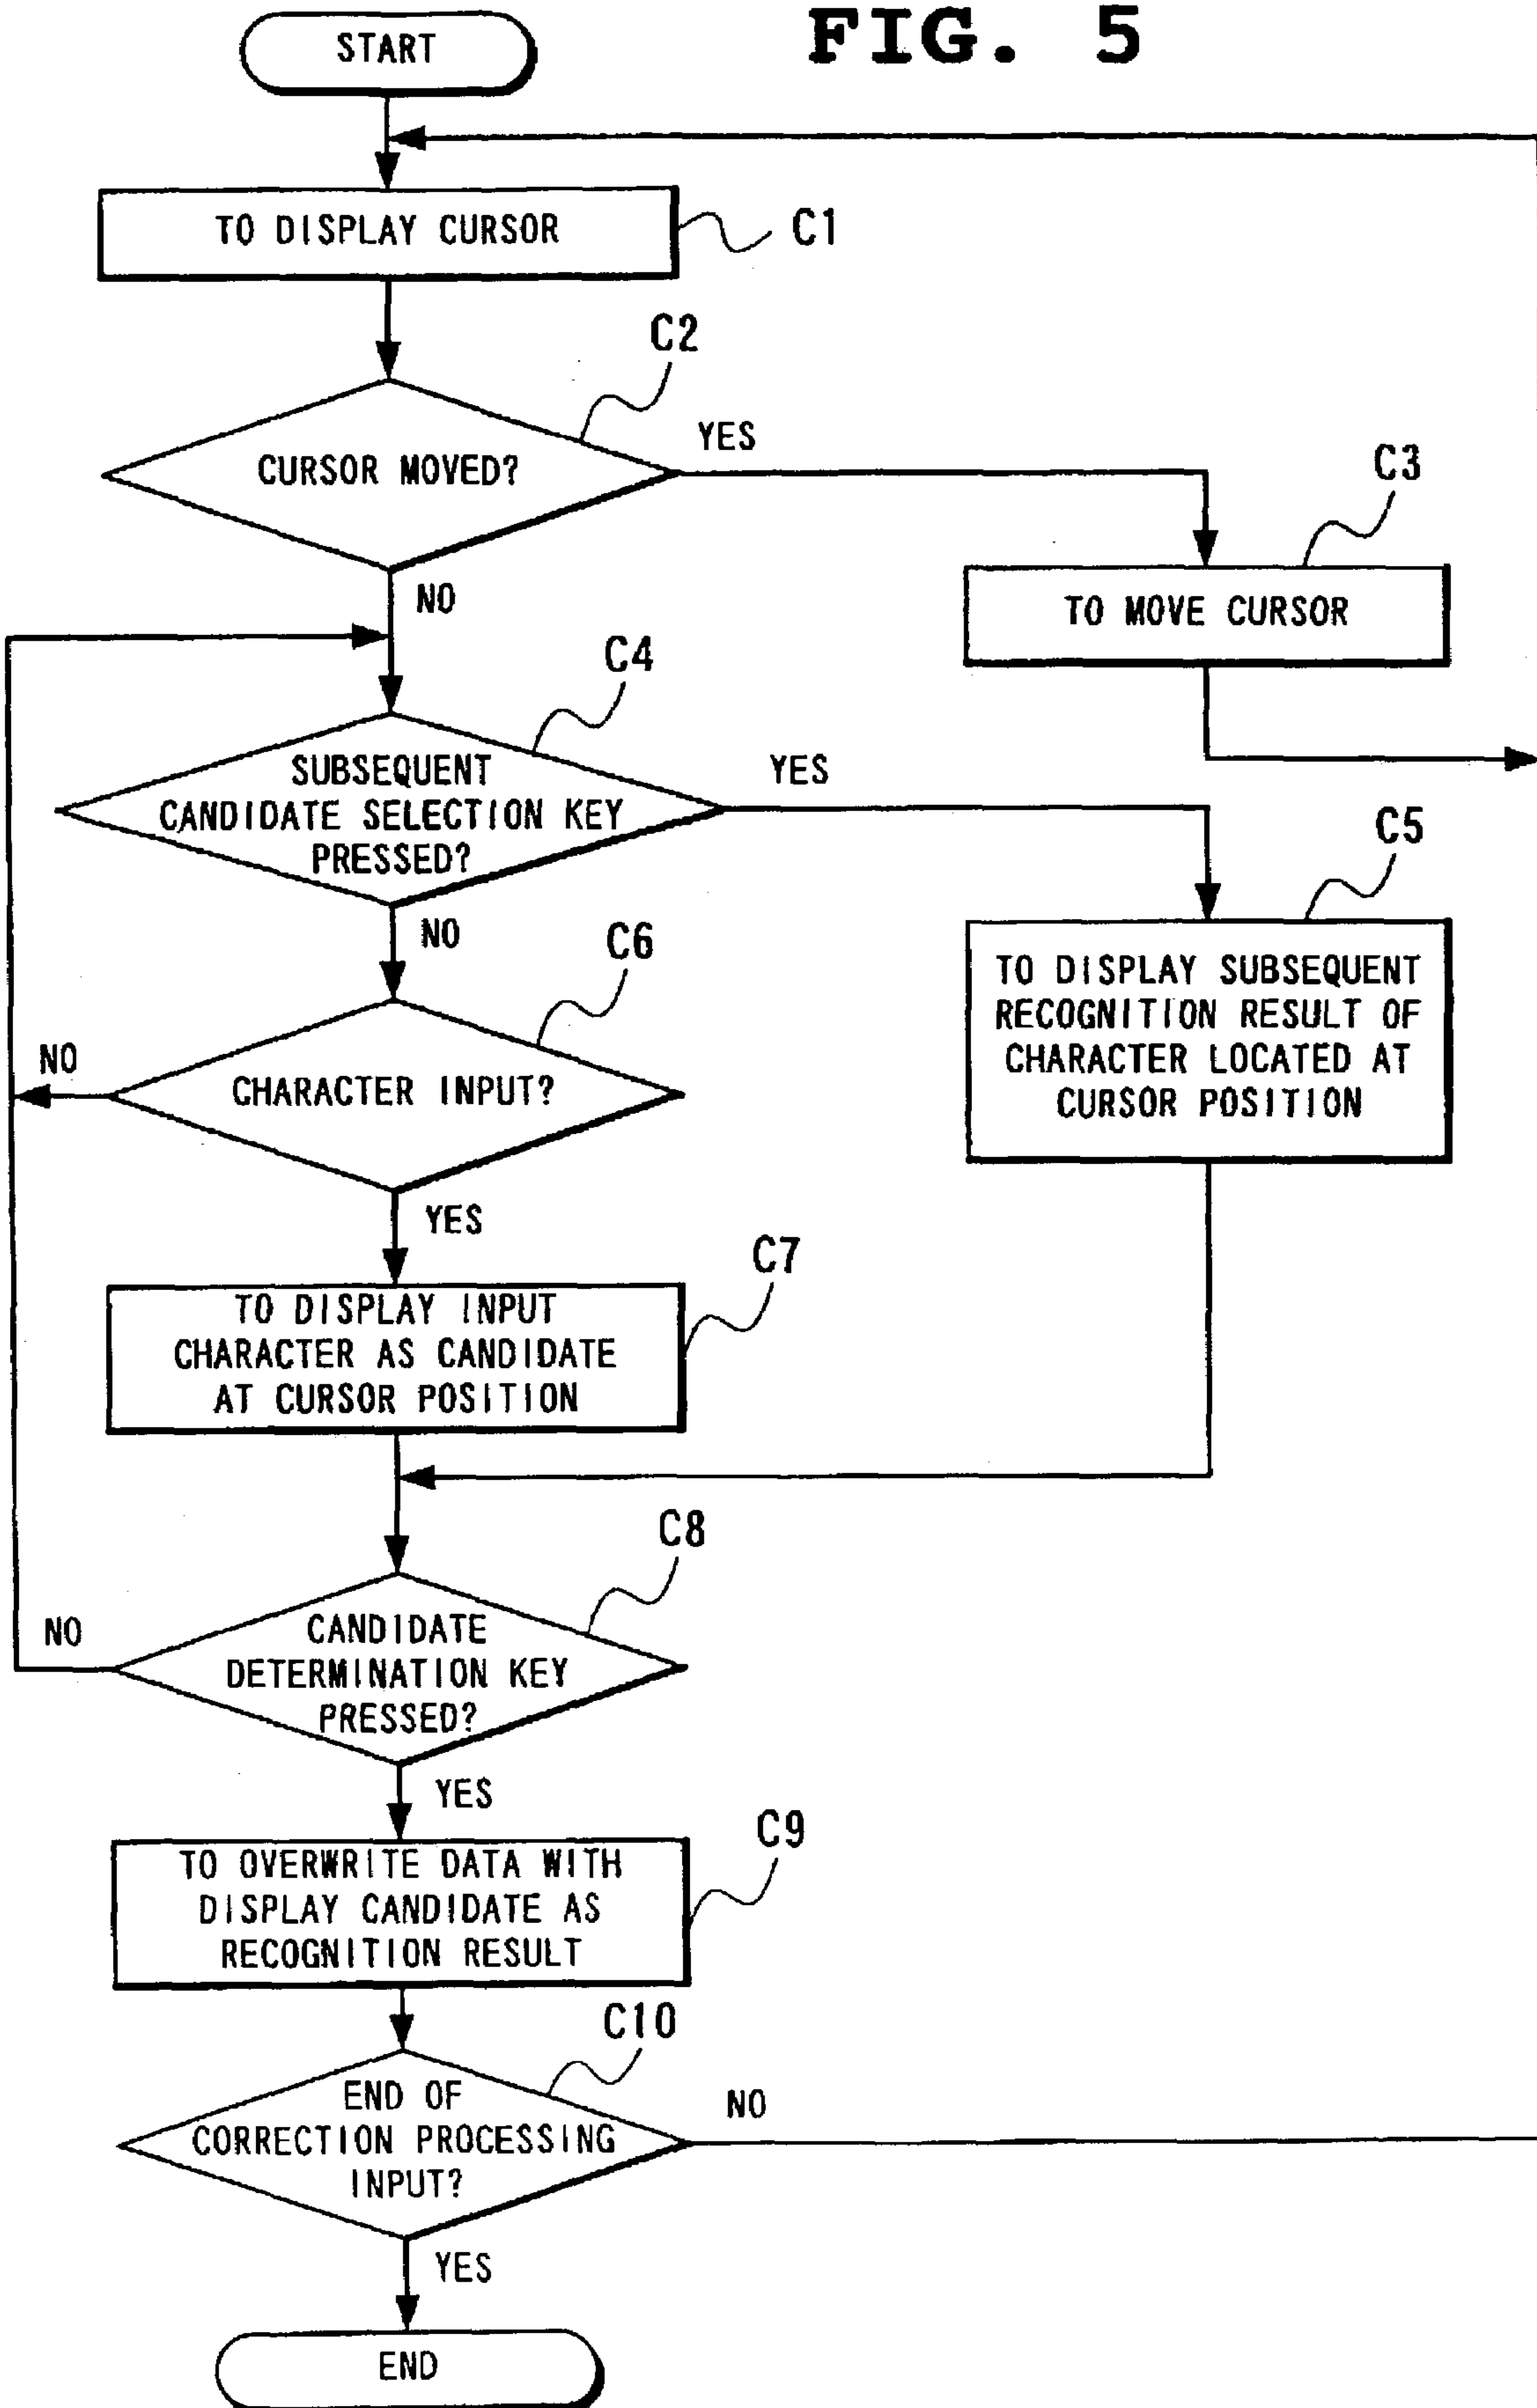 FIG. 5
START
TO DISPLAY CURSOR
C1
C2
CURSOR MOVED?
YES
NO
C3
TO MOVE CURSOR
C4
SUBSEQUENT
CANDIDATE SELECTION KEY
PRESSED?
YES
NO
C5
TO DISPLAY SUBSEQUENT
RECOGNITION RESULT OF
CHARACTER LOCATED AT
CURSOR POSITION
C6
CHARACTER INPUT?
NO
YES
C7
TO DISPLAY INPUT
CHARACTER AS CANDIDATE
AT CURSOR POSITION
C8
CANDIDATE
DETERMINATION KEY
PRESSED?
NO
YES
C9
TO OVERWRITE DATA WITH
DISPLAY CANDIDATE AS
RECOGNITION RESULT
C10
END OF
CORRECTION PROCESSING
INPUT?
NO
YES
END